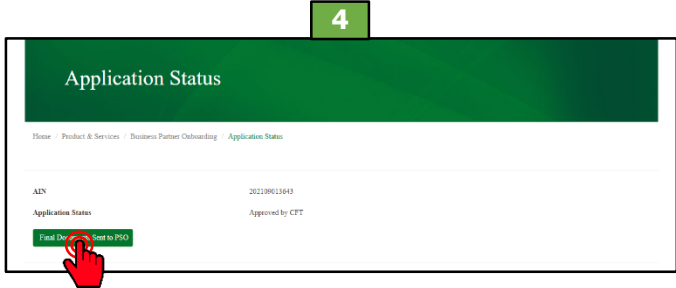 4
Application Status
Home / Product & Services / Business Partner Onboarding / Application Status
AIN 202109013643
Application Status Approved by CFT
Final Sent to PSO